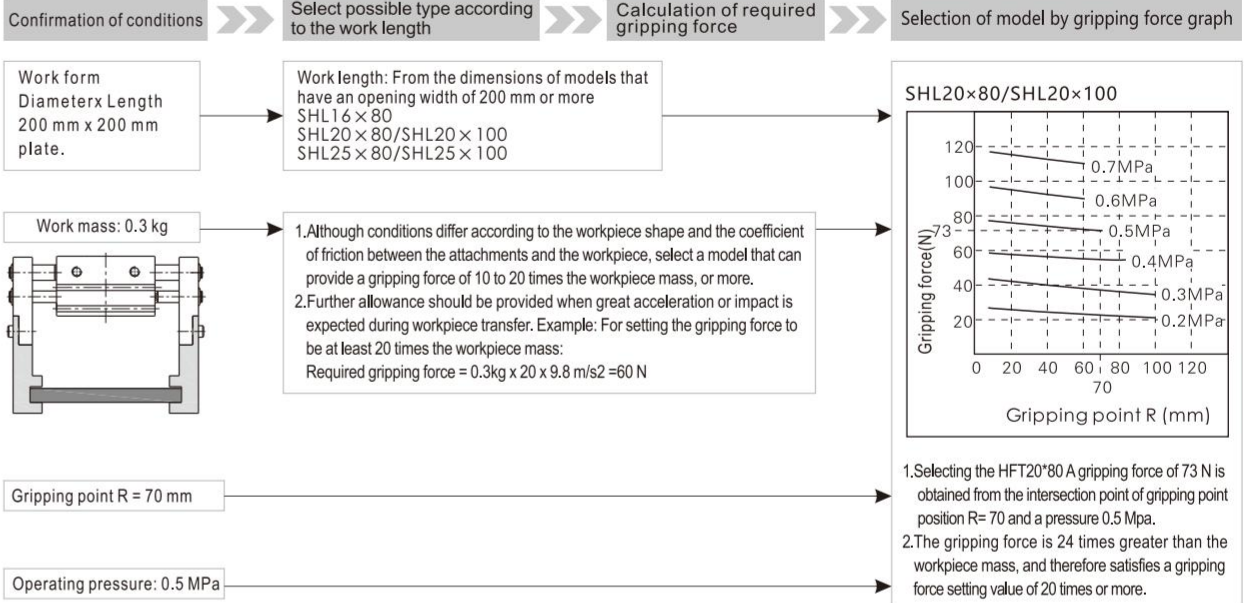 Confirmation of conditions
Select possible type according
to the work length
Calculation of required
gripping force
Selection of model by gripping force graph
Work form
Diameterx Length
200 mm x 200 mm
plate.
Work length: From the dimensions of models that
have an opening width of 200 mm or more
SHL16×80
SHL20×80/SHL20×100
SHL25×80/SHL25×100
Work mass: 0.3 kg
1.Although conditions differ according to the workpiece shape and the coefficient
of friction between the attachments and the workpiece, select a model that can
provide a gripping force of 10 to 20 times the workpiece mass, or more.
2.Further allowance should be provided when great acceleration or impact is
expected during workpiece transfer. Example: For setting the gripping force to
be at least 20 times the workpiece mass:
Required gripping force = 0.3kg x 20 x 9.8 m/s2 =60 N
Gripping point R = 70 mm
Operating pressure: 0.5 MPa
SHL20×80/SHL20×100
Gripping force(N)
120
100
80
73
60
40
20
0.7MPa
0.6MPa
0.5MPa
0.4MPa
0.3MPa
0.2MPa
0 20 40 60 80 100 120
70
Gripping point R (mm)
1.Selecting the HFT20*80 A gripping force of 73 N is
obtained from the intersection point of gripping point
position R= 70 and a pressure 0.5 Mpa.
2.The gripping force is 24 times greater than the
workpiece mass, and therefore satisfies a gripping
force setting value of 20 times or more.